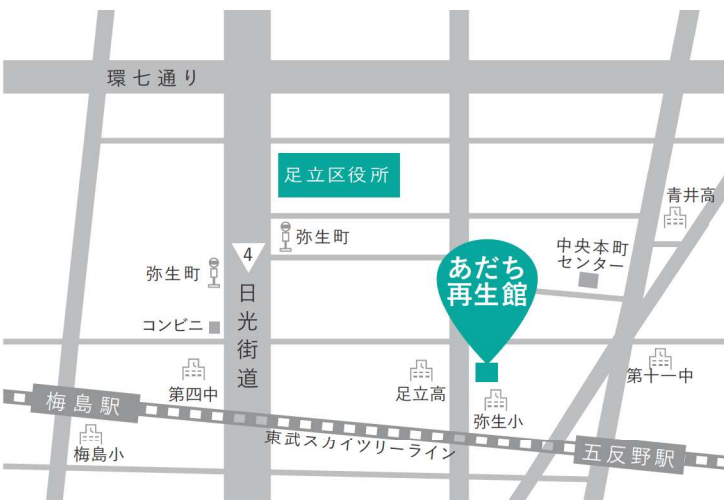 環七通り
足立区役所
青井高
弥生町
中央本町
センター
弥生町
4
日光街道
あだち
再生館
コンビニ
第四中
足立高
第十一中
弥生小
梅島駅
梅島小
東武スカイツリーライン
五反野駅